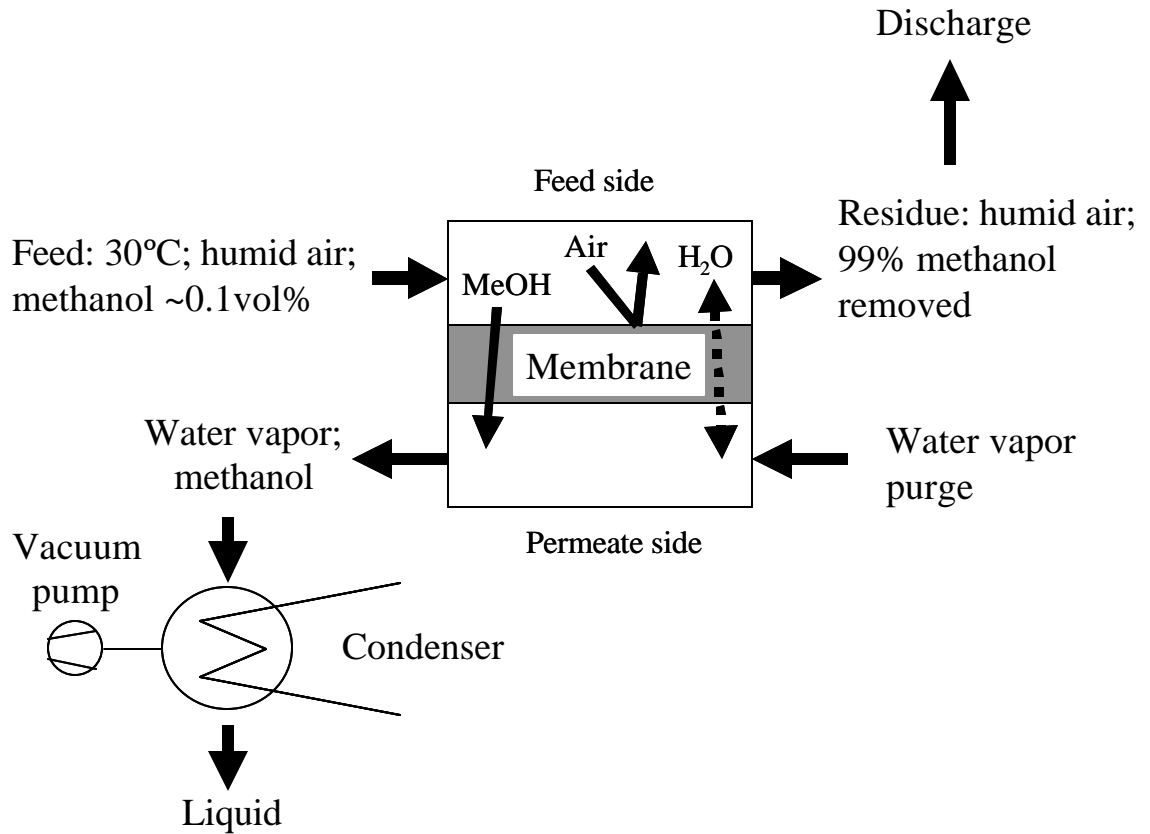 Discharge
Feed side
Feed: 30ºC; humid air;
methanol ~0.1vol%
MeOH
Air
H2O
Residue: humid air;
99% methanol
removed
Membrane
Water vapor;
methanol
Water vapor
purge
Permeate side
Vacuum
pump
Condenser
Liquid